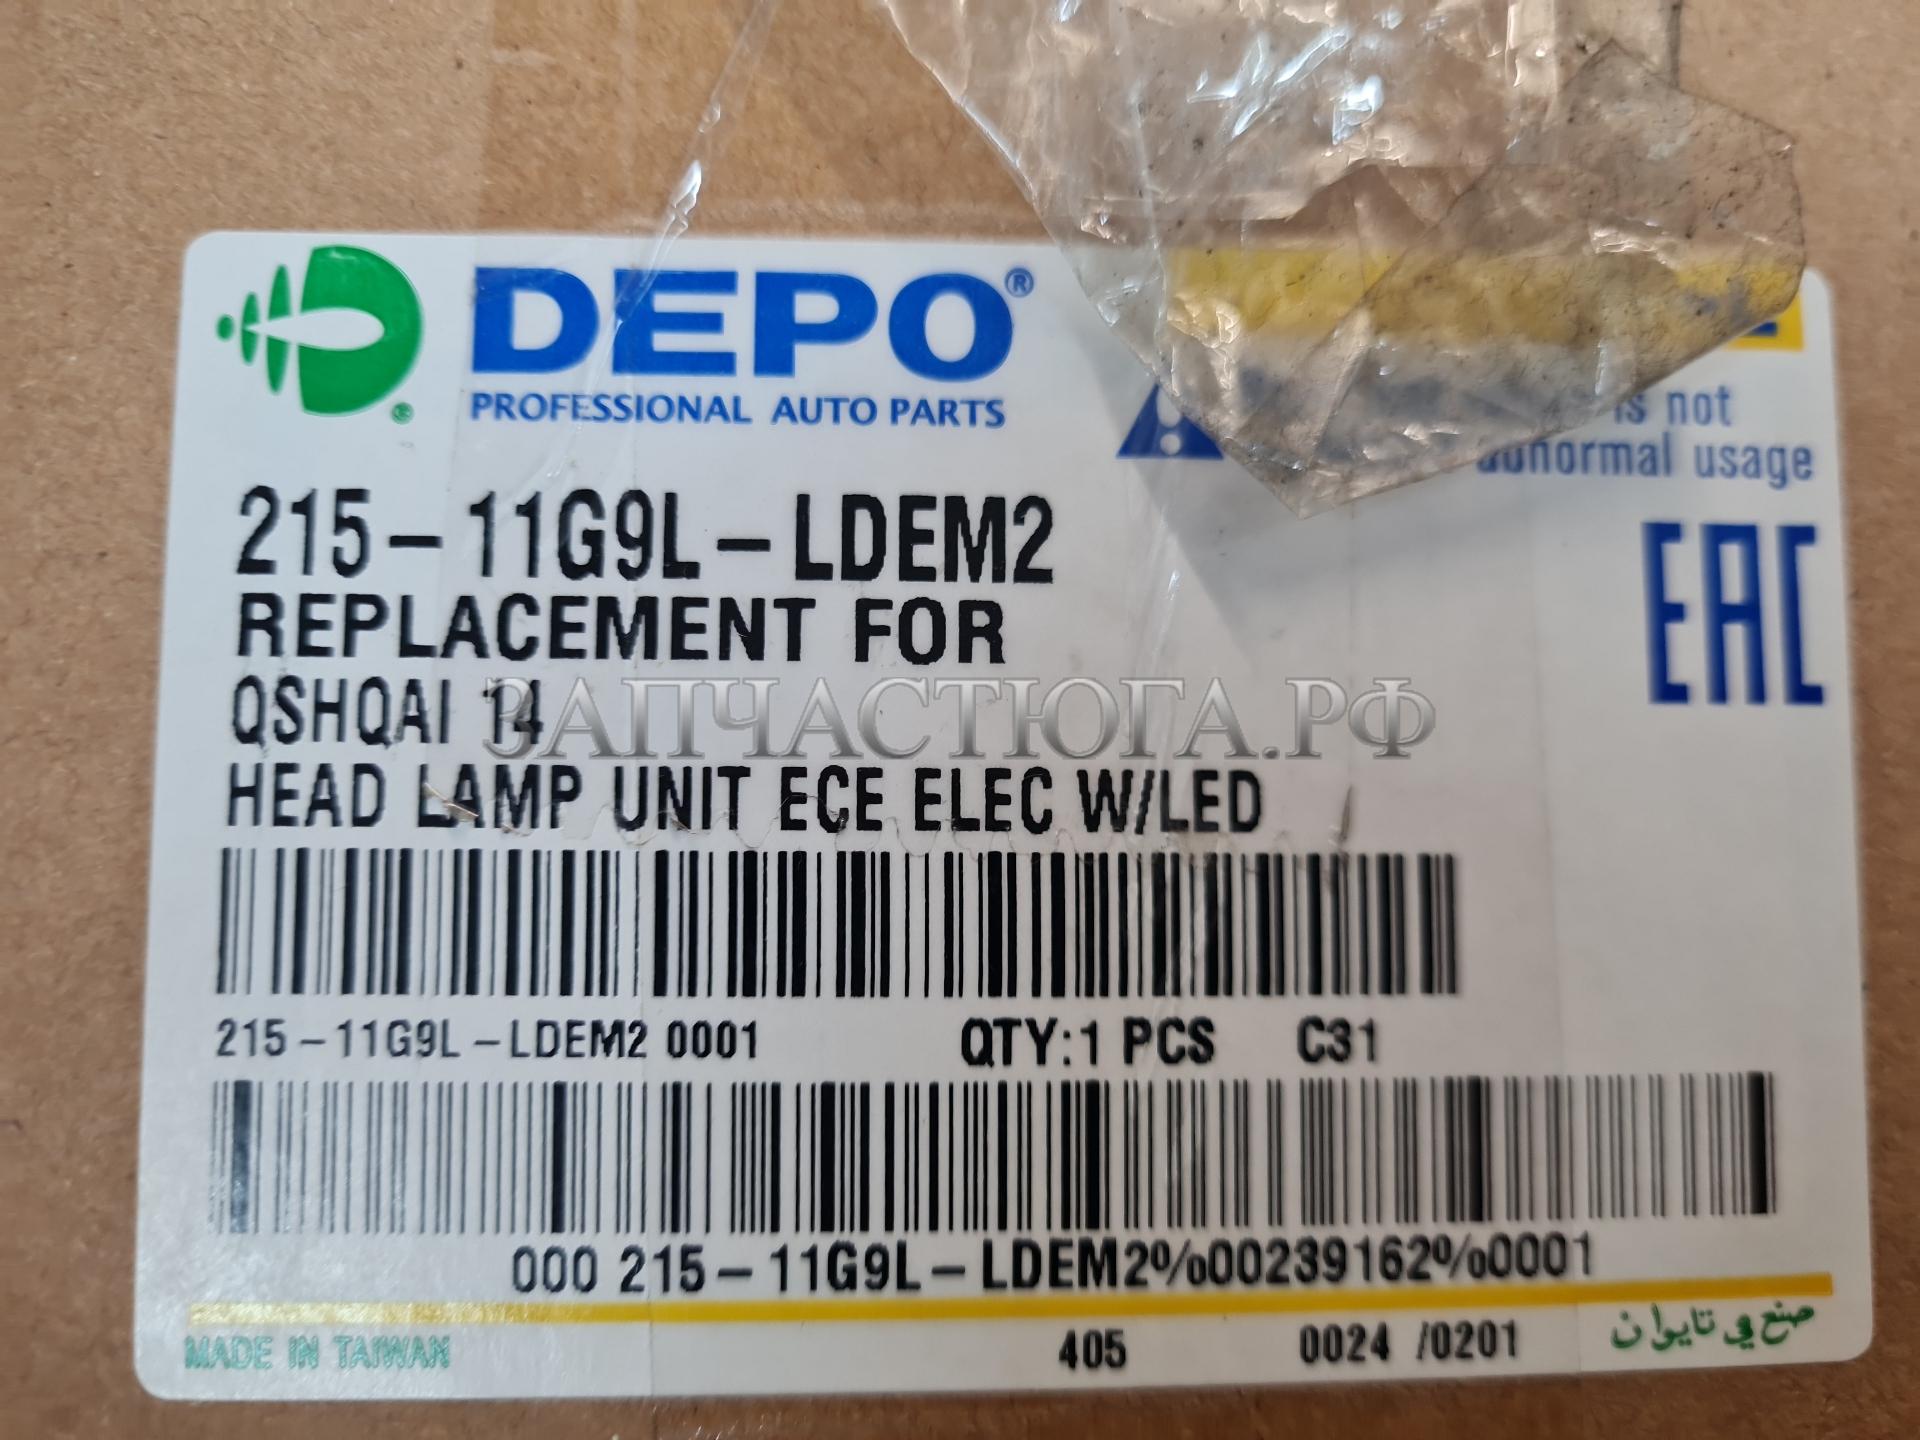 DEPO®
PROFESSIONAL AUTO PARTS
is not
abnormal usage
215-11G9L-LDEM2
EAC
REPLACEMENT FOR
QSHQAI 14
ЗАПЧАСТЮГА.РФ
HEAD LAMP UNIT ECE ELEC W/LED
215-11G9L-LDEM2 0001 QTY:1 PCS C31
000 215-11G9L-LDEM2%00239162%0001
MADE IN TAIWAN 405 0024 /0201 صنع في تايوان